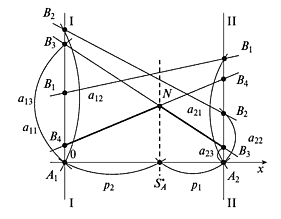 I II
B₂
B₃
B₁
B₄
N
B₁ a₁₂ a₂₁
a₁₃
B₂
a₁₁
a₂₂
B₄ a₂₃ B₃
0
A₁ S_A A₂ x
p₂ p₁
I II